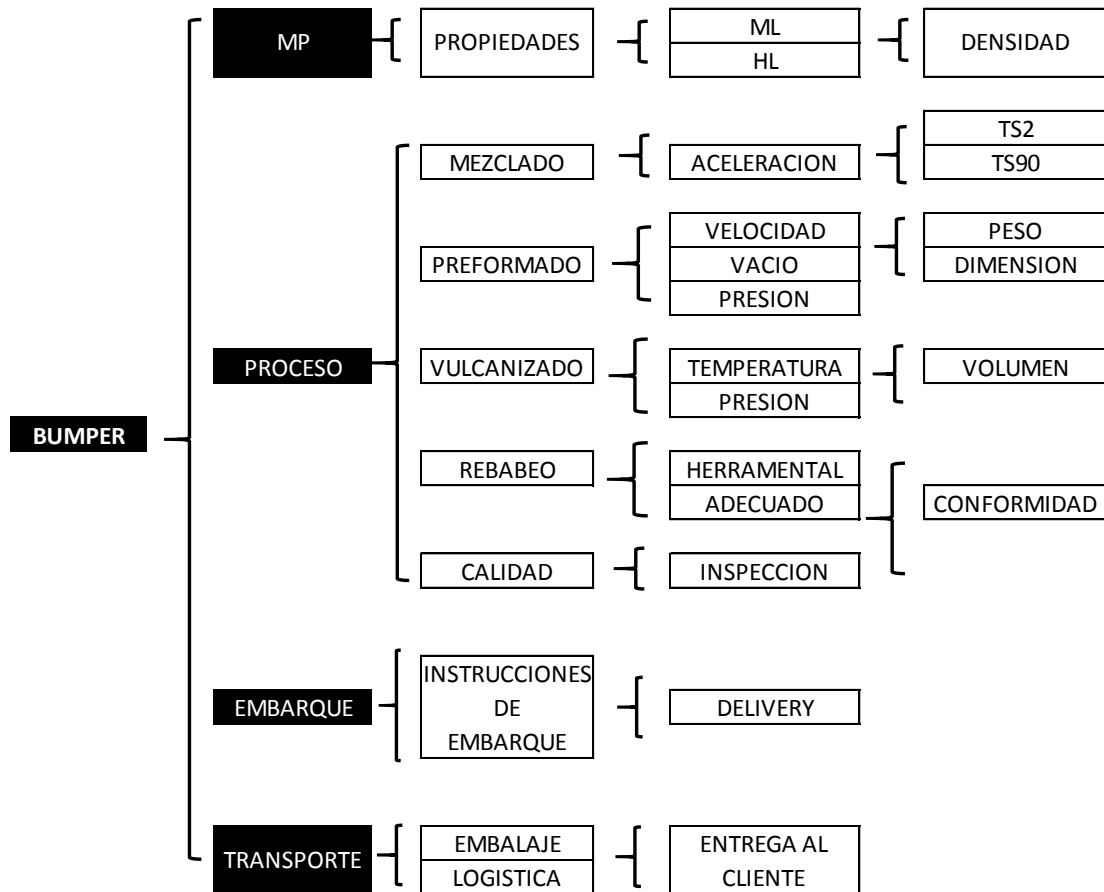 MP
PROPIEDADES
ML
HL
DENSIDAD
MEZCLADO
ACELERACION
TS2
TS90
PREFORMADO
VELOCIDAD
VACIO
PRESION
PESO
DIMENSION
PROCESO
VULCANIZADO
TEMPERATURA
PRESION
VOLUMEN
BUMPER
REBABEO
HERRAMENTAL
ADECUADO
CONFORMIDAD
CALIDAD
INSPECCION
EMBARQUE
INSTRUCCIONES
DE
EMBARQUE
DELIVERY
TRANSPORTE
EMBALAJE
LOGISTICA
ENTREGA AL
CLIENTE